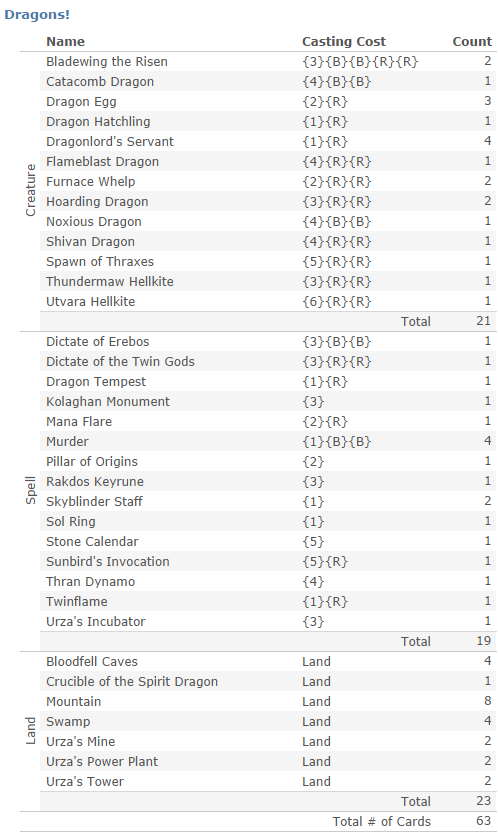 Dragons!
Name Casting Cost Count
Creature
Bladewing the Risen {3}{B}{B}{R}{R} 2
Catacomb Dragon {4}{B}{B} 1
Dragon Egg {2}{R} 3
Dragon Hatchling {1}{R} 1
Dragonlord's Servant {1}{R} 4
Flameblast Dragon {4}{R}{R} 1
Furnace Whelp {2}{R}{R} 2
Hoarding Dragon {3}{R}{R} 2
Noxious Dragon {4}{B}{B} 1
Shivan Dragon {4}{R}{R} 1
Spawn of Thraxes {5}{R}{R} 1
Thundermaw Hellkite {3}{R}{R} 1
Utvara Hellkite {6}{R}{R} 1
Total 21
Spell
Dictate of Erebos {3}{B}{B} 1
Dictate of the Twin Gods {3}{R}{R} 1
Dragon Tempest {1}{R} 1
Kolaghan Monument {3} 1
Mana Flare {2}{R} 1
Murder {1}{B}{B} 4
Pillar of Origins {2} 1
Rakdos Keyrune {3} 1
Skyblinder Staff {1} 2
Sol Ring {1} 1
Stone Calendar {5} 1
Sunbird's Invocation {5}{R} 1
Thran Dynamo {4} 1
Twinflame {1}{R} 1
Urza's Incubator {3} 1
Total 19
Land
Bloodfell Caves Land 4
Crucible of the Spirit Dragon Land 1
Mountain Land 8
Swamp Land 4
Urza's Mine Land 2
Urza's Power Plant Land 2
Urza's Tower Land 2
Total 23
Total # of Cards 63